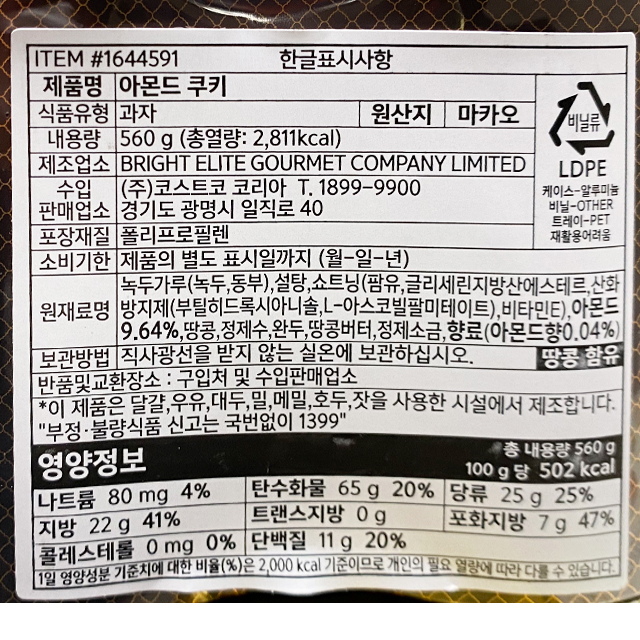 ITEM #1644591 한글표시사항
제품명 아몬드 쿠키
식품유형 과자 원산지 마카오
내용량 560 g (총열량: 2,811kcal)
제조업소 BRIGHT ELITE GOURMET COMPANY LIMITED
수입 (주)코스트코 코리아 T. 1899-9900
판매업소 경기도 광명시 일직로 40
포장재질 폴리프로필렌
비닐류
LDPE
케이스-알루미늄
비닐-OTHER
트레이-PET
재활용어려움
소비기한 제품의 별도 표시일까지 (월-일-년)
원재료명
녹두가루(녹두,동부),설탕,쇼트닝(팜유,글리세린지방산에스테르,산화
방지제(부틸히드록시아니솔,L-아스코빌팔미테이트),비타민E),아몬드
9.64%,땅콩,정제수,완두,땅콩버터,정제소금,향료(아몬드향0.04%)
보관방법 직사광선을 받지 않는 실온에 보관하십시오. 땅콩 함유
반품및교환장소 : 구입처 및 수입판매업소
*이 제품은 달걀,우유,대두,밀,메밀,호두,잣을 사용한 시설에서 제조합니다.
"부정·불량식품 신고는 국번없이 1399"
영양정보 총 내용량 560 g
100 g 당 502 kcal
나트륨 80 mg 4% 탄수화물 65 g 20% 당류 25 g 25%
지방 22 g 41% 트랜스지방 0 g 포화지방 7 g 47%
콜레스테롤 0 mg 0% 단백질 11 g 20%
1일 영양성분 기준치에 대한 비율(%)은 2,000 kcal 기준이므로 개인의 필요 열량에 따라 다를 수 있습니다.